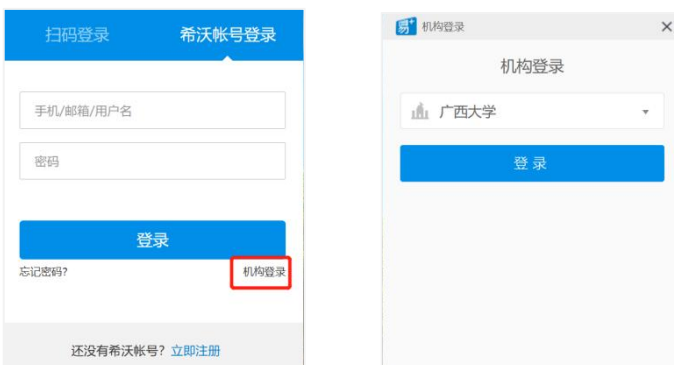 扫码登录
希沃帐号登录
手机/邮箱/用户名
密码
登录
忘记密码?
机构登录
还没有希沃帐号? 立即注册
易+ 机构登录
机构登录
广西大学
登 录